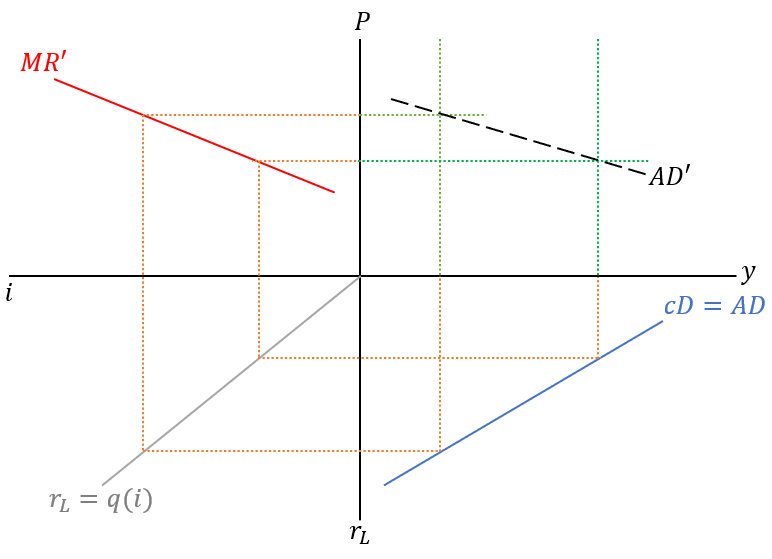 P
MR′
AD′
y
i
cD = AD
r_L = q(i)
r_L